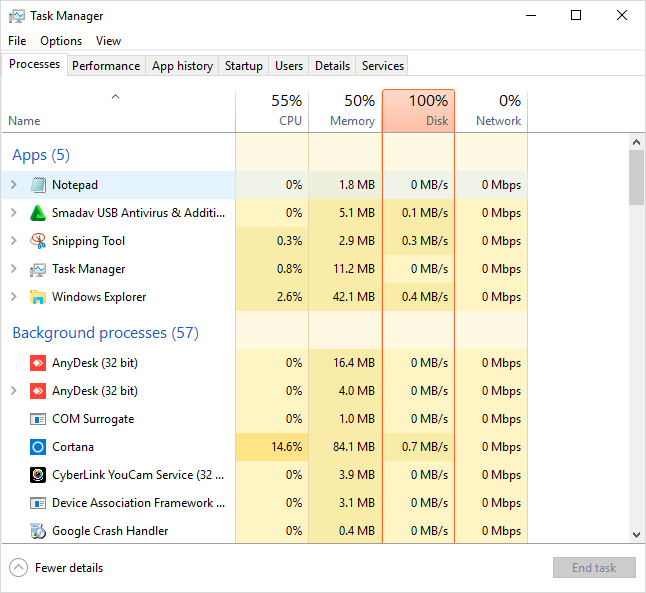 Task Manager
File Options View
Processes Performance App history Startup Users Details Services
55% 50% 100% 0%
Name CPU Memory Disk Network
Apps (5)
Notepad 0% 1.8 MB 0 MB/s 0 Mbps
Smadav USB Antivirus & Additi... 0% 5.1 MB 0.1 MB/s 0 Mbps
Snipping Tool 0.3% 2.9 MB 0.3 MB/s 0 Mbps
Task Manager 0.8% 11.2 MB 0 MB/s 0 Mbps
Windows Explorer 2.6% 42.1 MB 0.4 MB/s 0 Mbps
Background processes (57)
AnyDesk (32 bit) 0% 16.4 MB 0 MB/s 0 Mbps
AnyDesk (32 bit) 0% 4.0 MB 0 MB/s 0 Mbps
COM Surrogate 0% 1.0 MB 0 MB/s 0 Mbps
Cortana 14.6% 84.1 MB 0.7 MB/s 0 Mbps
CyberLink YouCam Service (32 ... 0% 3.9 MB 0 MB/s 0 Mbps
Device Association Framework ... 0% 3.1 MB 0 MB/s 0 Mbps
Google Crash Handler 0% 0.4 MB 0 MB/s 0 Mbps
Fewer details End task